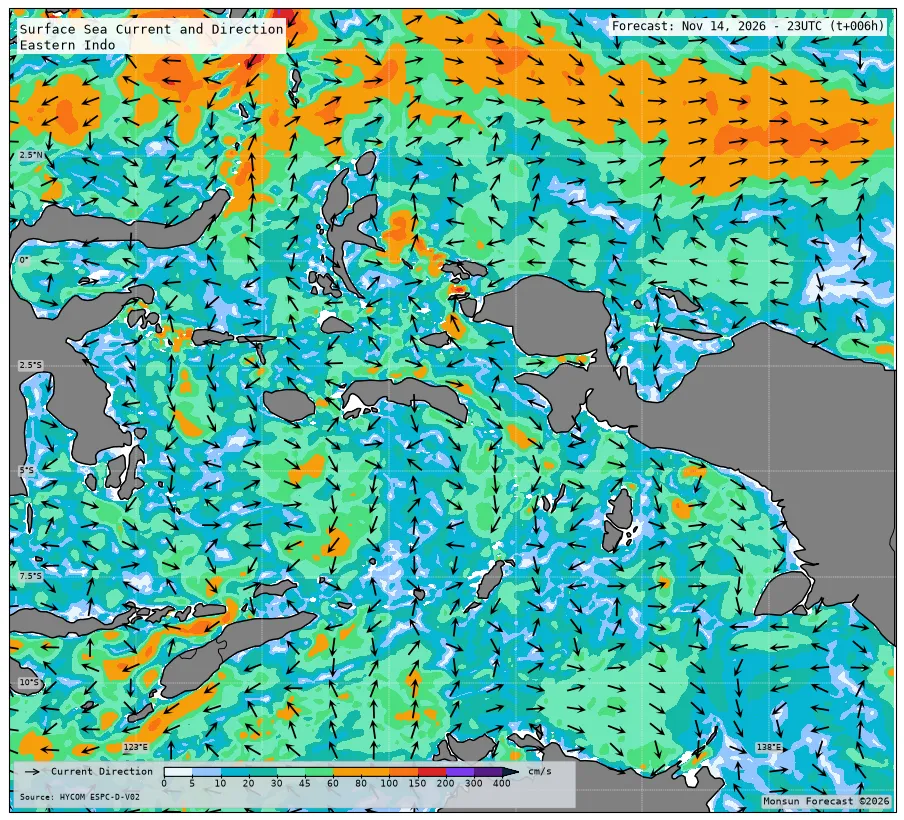 Surface Sea Current and Direction
Eastern Indo
Forecast: Nov 14, 2026 - 23UTC (t+006h)
2.5°N
0°
2.5°S
5°S
7.5°S
10°S
123°E
138°E
Current Direction
0 5 10 20 30 45 60 80 100 150 200 300 400
cm/s
Source: HYCOM ESPC-D-V02
Monsun Forecast ©2026